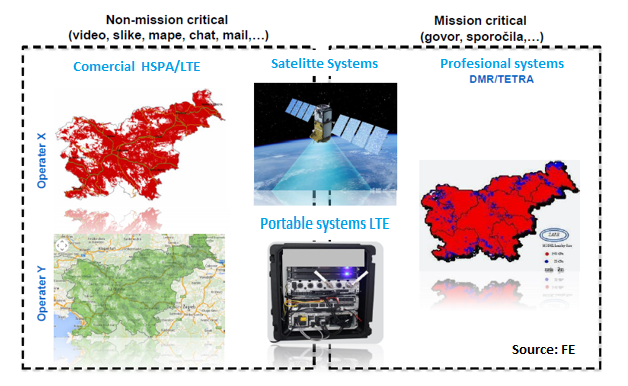 Non-mission critical
(video, slike, mape, chat, mail,…)
Mission critical
(govor, sporočila,…)
Comercial HSPA/LTE
Satelitte Systems
Profesional systems
DMR/TETRA
Operater X
Portable systems LTE
Operater Y
Source: FE